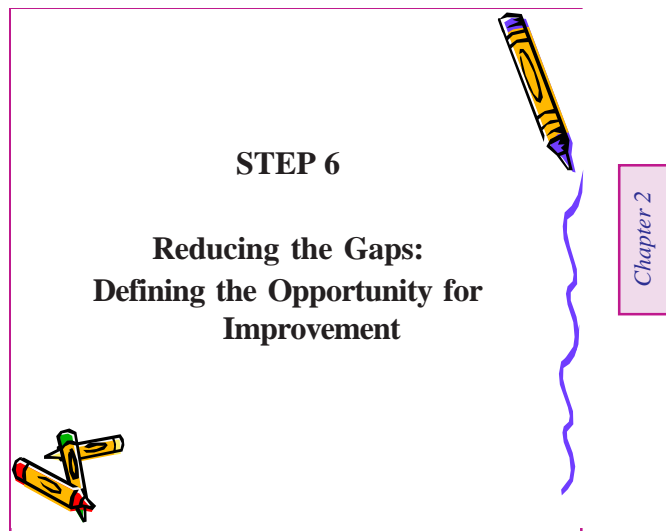 STEP 6
Reducing the Gaps:
Defining the Opportunity for
Improvement
Chapter 2